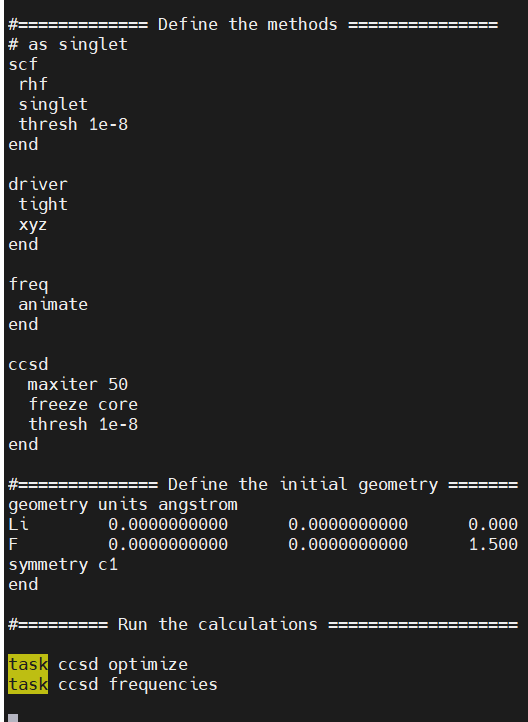 #============= Define the methods ===============
# as singlet
scf
 rhf
 singlet
 thresh 1e-8
end

driver
 tight
 xyz
end

freq
 animate
end

ccsd
  maxiter 50
  freeze core
  thresh 1e-8
end

#============== Define the initial geometry =======
geometry units angstrom
Li        0.0000000000      0.0000000000      0.000
F         0.0000000000      0.0000000000      1.500
symmetry c1
end

#========= Run the calculations ===================

task ccsd optimize
task ccsd frequencies